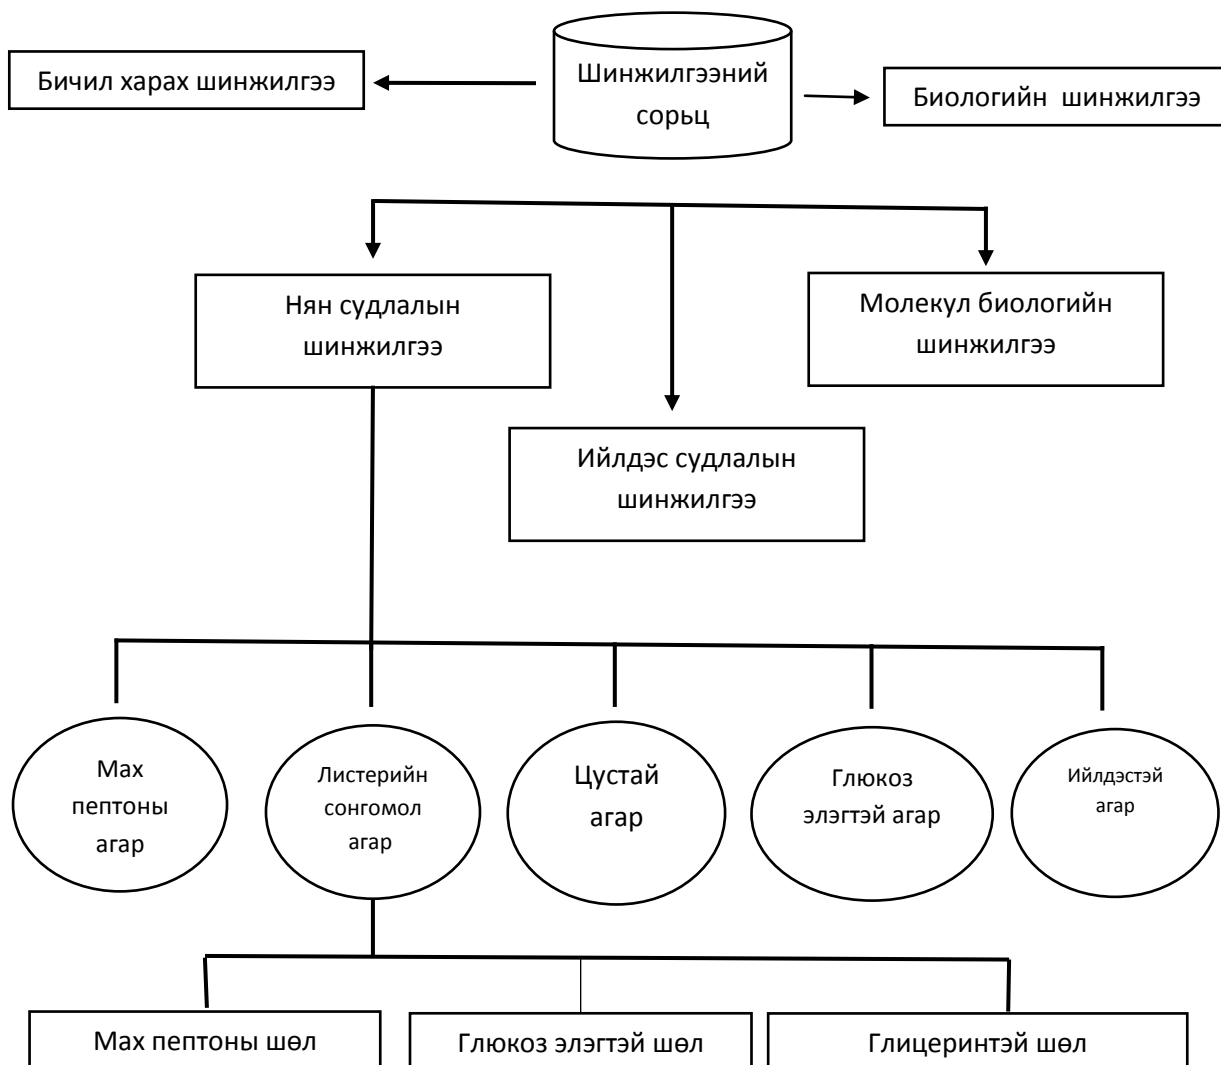 Бичил харах шинжилгээ
Шинжилгээний
сорьц
Биологийн шинжилгээ
Нян судлалын
шинжилгээ
Молекул биологийн
шинжилгээ
Ийлдэс судлалын
шинжилгээ
Мах
пептоны
агар
Листерийн
сонгомол
агар
Цустай
агар
Глюкоз
элэгтэй агар
Ийлдэстэй
агар
Мах пептоны шөл
Глюкоз элэгтэй шөл
Глицеринтэй шөл